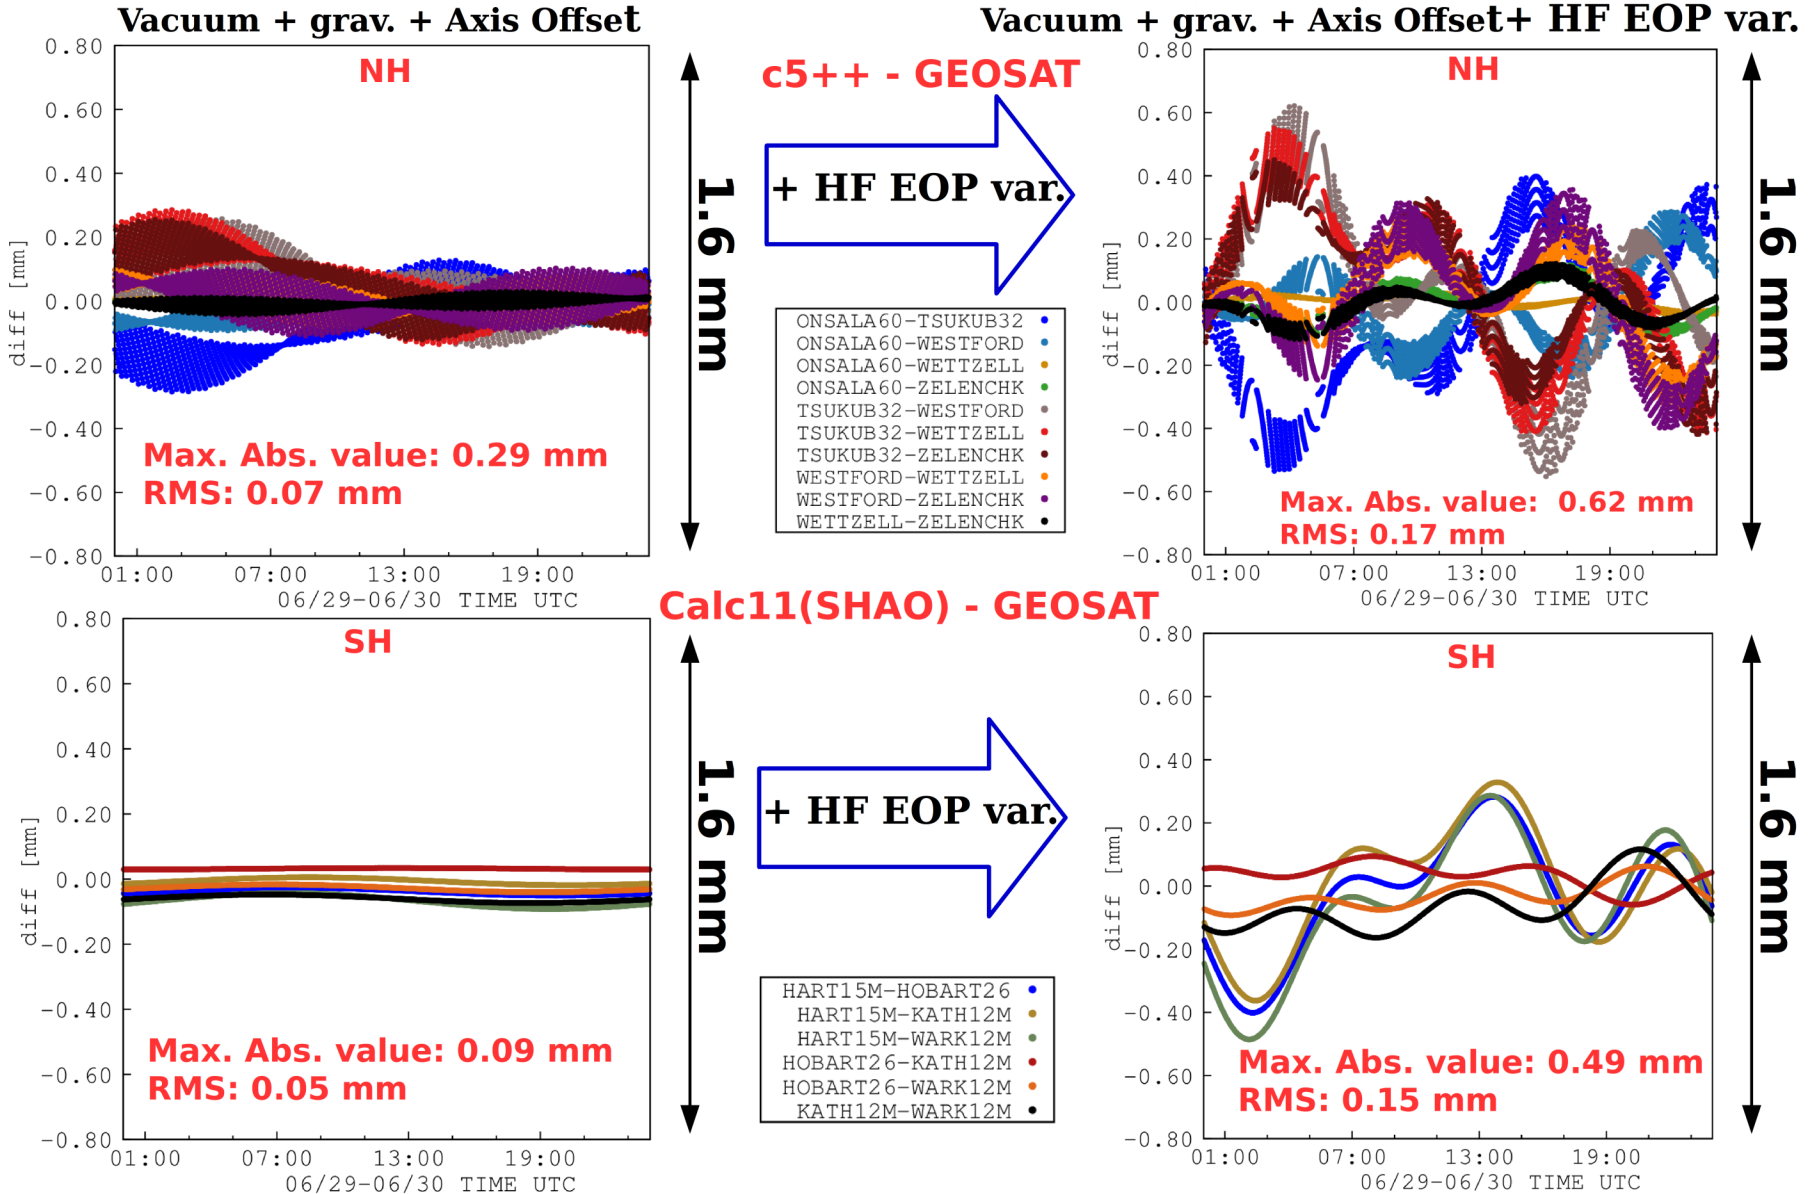 Vacuum + grav. + Axis Offset
Vacuum + grav. + Axis Offset+ HF EOP var.
0.80
0.60
0.40
0.20
0.00
-0.20
-0.40
-0.60
-0.80
diff [mm]
NH
Max. Abs. value: 0.29 mm
RMS: 0.07 mm
01:00 07:00 13:00 19:00
06/29-06/30 TIME UTC
1.6 mm
c5++ - GEOSAT
+ HF EOP var.
ONSALA60-TSUKUB32
ONSALA60-WESTFORD
ONSALA60-WETTZELL
ONSALA60-ZELENCHK
TSUKUB32-WESTFORD
TSUKUB32-WETTZELL
TSUKUB32-ZELENCHK
WESTFORD-WETTZELL
WESTFORD-ZELENCHK
WETTZELL-ZELENCHK
0.80
0.60
0.40
0.20
0.00
-0.20
-0.40
-0.60
-0.80
diff [mm]
NH
Max. Abs. value: 0.62 mm
RMS: 0.17 mm
01:00 07:00 13:00 19:00
06/29-06/30 TIME UTC
1.6 mm
Calc11(SHAO) - GEOSAT
0.80
0.60
0.40
0.20
0.00
-0.20
-0.40
-0.60
-0.80
diff [mm]
SH
Max. Abs. value: 0.09 mm
RMS: 0.05 mm
01:00 07:00 13:00 19:00
06/29-06/30 TIME UTC
1.6 mm
+ HF EOP var.
HART15M-HOBART26
HART15M-KATH12M
HART15M-WARK12M
HOBART26-KATH12M
HOBART26-WARK12M
KATH12M-WARK12M
0.80
0.60
0.40
0.20
0.00
-0.20
-0.40
-0.60
-0.80
diff [mm]
SH
Max. Abs. value: 0.49 mm
RMS: 0.15 mm
01:00 07:00 13:00 19:00
06/29-06/30 TIME UTC
1.6 mm